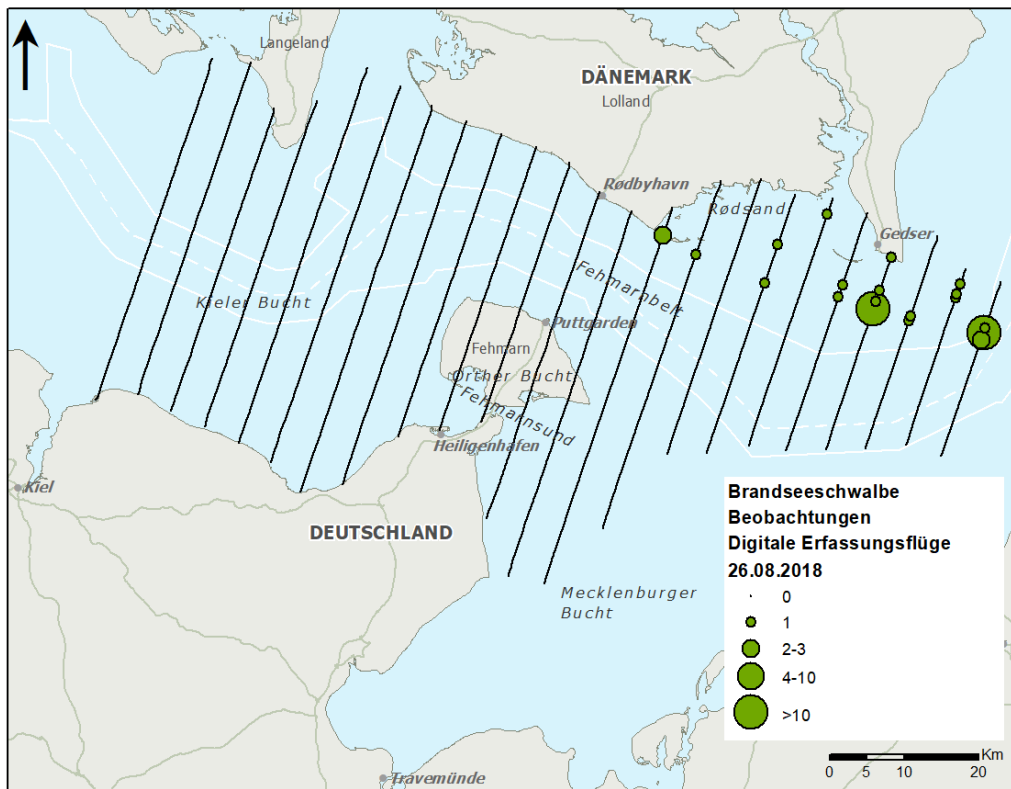 Langeland
DÄNEMARK
Lolland
Rødbyhavn
Rødsand
Gedser
Fehmarnbelt
Kieler Bucht
Puttgarden
Fehmarn
Orther Bucht
Fehmarnsund
Heiligenhafen
Kiel
DEUTSCHLAND
Mecklenburger
Bucht
Travemünde
Brandseeschwalbe
Beobachtungen
Digitale Erfassungsflüge
26.08.2018
0
1
2-3
4-10
>10
Km
0 5 10 20